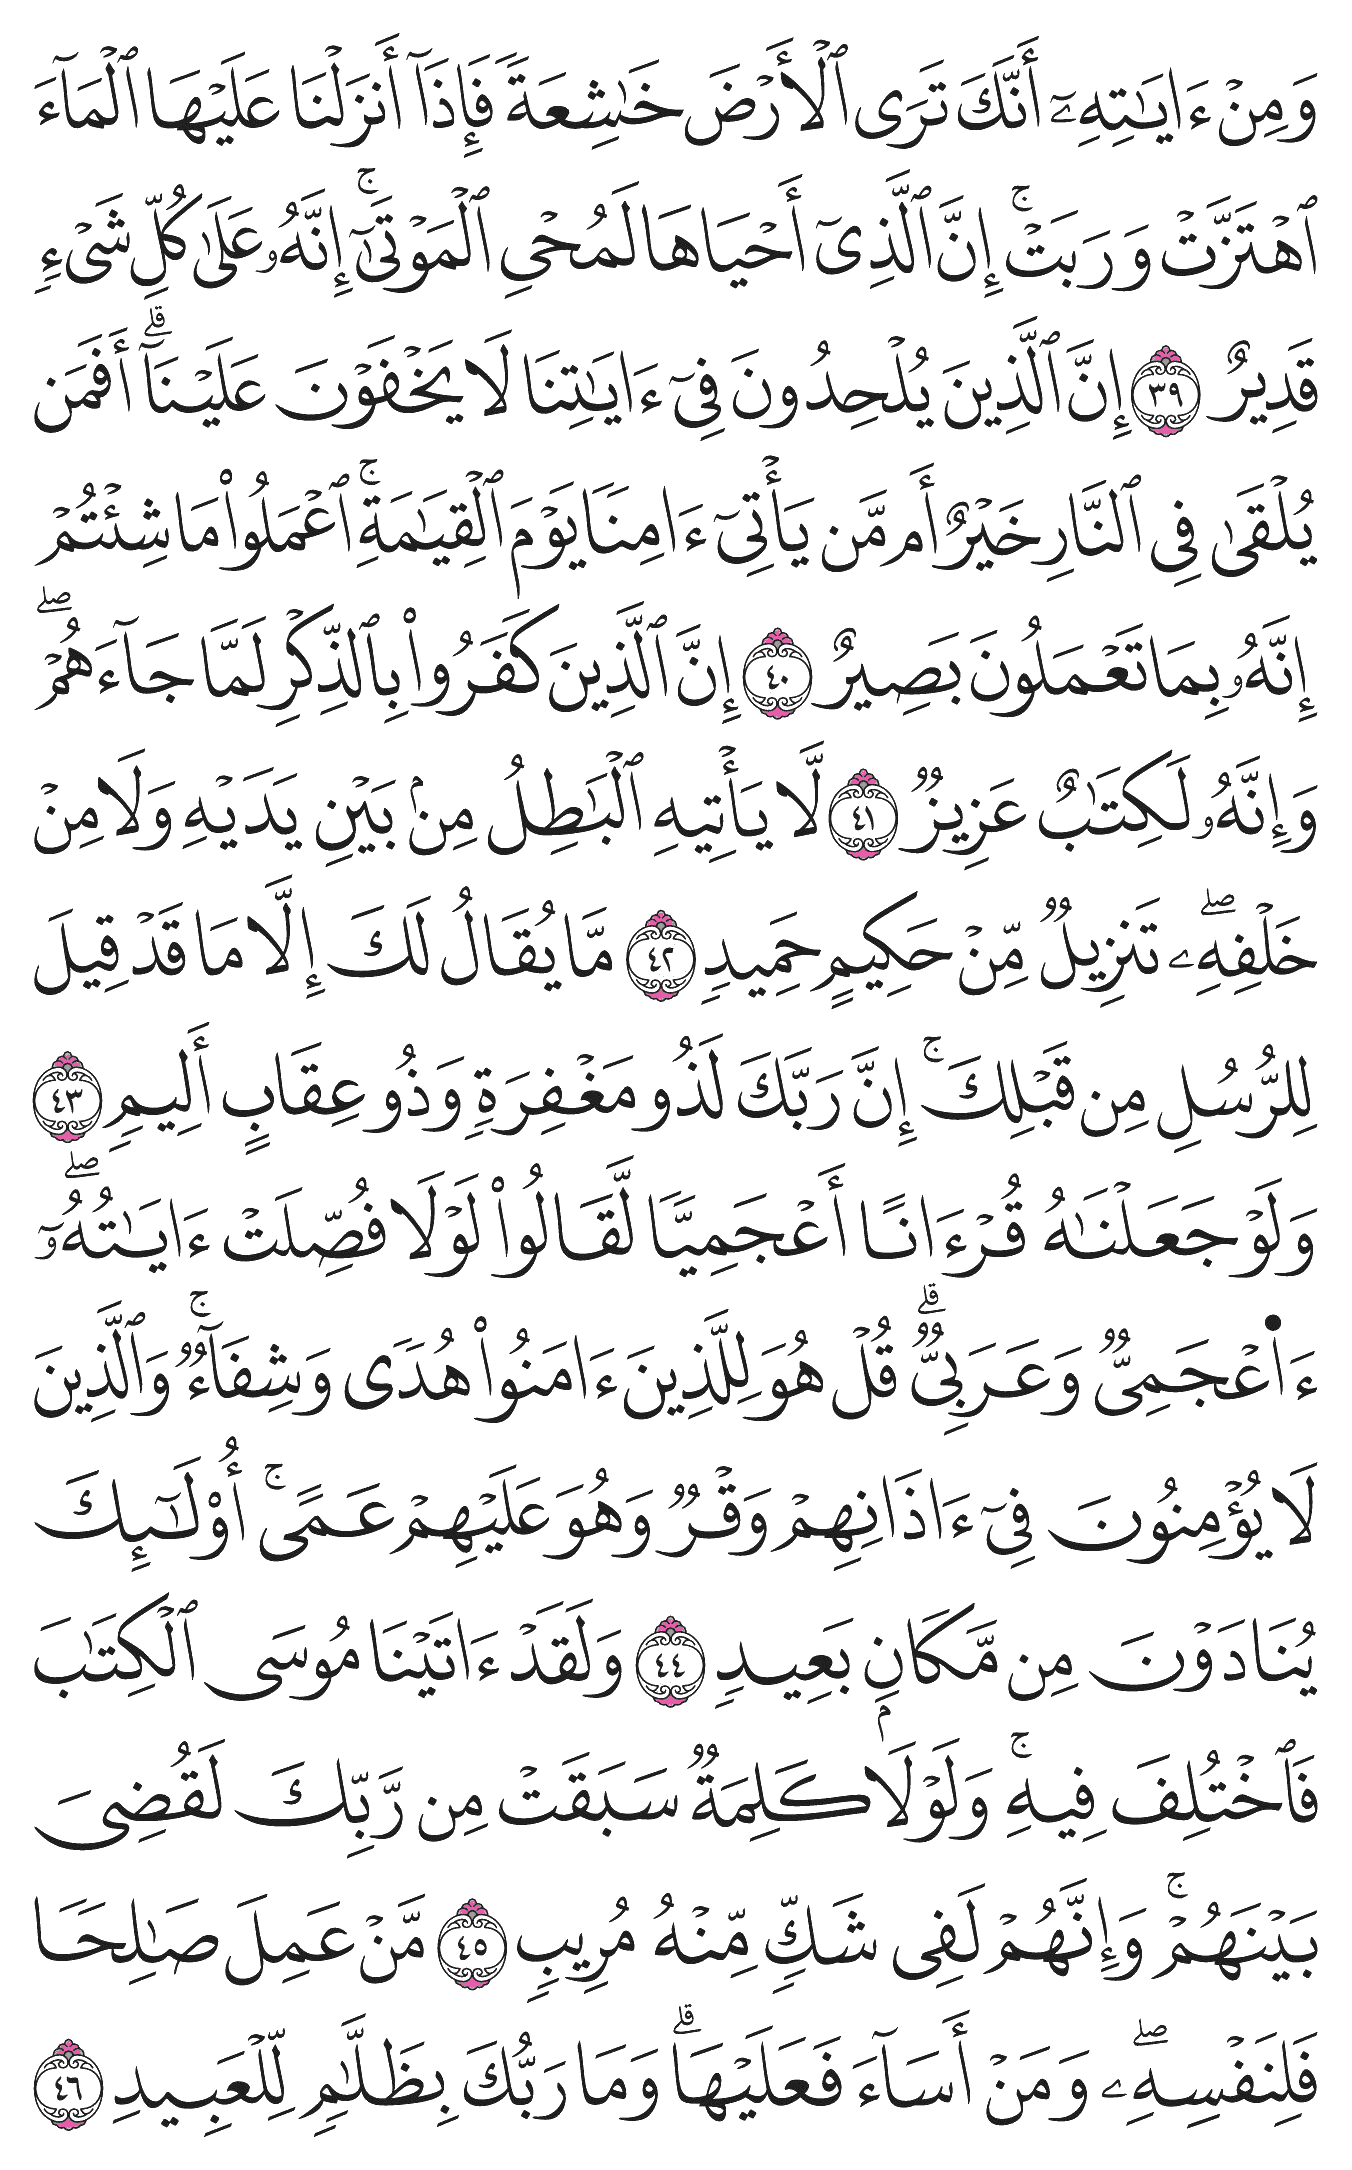 وَمِنۡ ءَايَٰتِهِۦٓ أَنَّكَ تَرَى ٱلۡأَرۡضَ خَٰشِعَةٗ فَإِذَآ أَنزَلۡنَا عَلَيۡهَا ٱلۡمَآءَ
ٱهۡتَزَّتۡ وَرَبَتۡۚ إِنَّ ٱلَّذِيٓ أَحۡيَاهَا لَمُحۡيِ ٱلۡمَوۡتَىٰٓۚ إِنَّهُۥ عَلَىٰ كُلِّ شَيۡءٖ
قَدِيرٌ ٣٩ إِنَّ ٱلَّذِينَ يُلۡحِدُونَ فِيٓ ءَايَٰتِنَا لَا يَخۡفَوۡنَ عَلَيۡنَآۗ أَفَمَن
يُلۡقَىٰ فِي ٱلنَّارِ خَيۡرٌ أَم مَّن يَأۡتِيٓ ءَامِنٗا يَوۡمَ ٱلۡقِيَٰمَةِۚ ٱعۡمَلُواْ مَا شِئۡتُمۡ
إِنَّهُۥ بِمَا تَعۡمَلُونَ بَصِيرٌ ٤٠ إِنَّ ٱلَّذِينَ كَفَرُواْ بِٱلذِّكۡرِ لَمَّا جَآءَهُمۡۖ
وَإِنَّهُۥ لَكِتَٰبٌ عَزِيزٞ ٤١ لَّا يَأۡتِيهِ ٱلۡبَٰطِلُ مِنۢ بَيۡنِ يَدَيۡهِ وَلَا مِنۡ
خَلۡفِهِۦۖ تَنزِيلٞ مِّنۡ حَكِيمٍ حَمِيدٖ ٤٢ مَّا يُقَالُ لَكَ إِلَّا مَا قَدۡ قِيلَ
لِلرُّسُلِ مِن قَبۡلِكَۚ إِنَّ رَبَّكَ لَذُو مَغۡفِرَةٖ وَذُو عِقَابٍ أَلِيمٖ ٤٣
وَلَوۡ جَعَلۡنَٰهُ قُرۡءَانًا أَعۡجَمِيّٗا لَّقَالُواْ لَوۡلَا فُصِّلَتۡ ءَايَٰتُهُۥٓۖ
ءَا۬عۡجَمِيّٞ وَعَرَبِيّٞۗ قُلۡ هُوَ لِلَّذِينَ ءَامَنُواْ هُدٗى وَشِفَآءٞۚ وَٱلَّذِينَ
لَا يُؤۡمِنُونَ فِيٓ ءَاذَانِهِمۡ وَقۡرٞ وَهُوَ عَلَيۡهِمۡ عَمًىۚ أُوْلَٰٓئِكَ
يُنَادَوۡنَ مِن مَّكَانِۭ بَعِيدٖ ٤٤ وَلَقَدۡ ءَاتَيۡنَا مُوسَى ٱلۡكِتَٰبَ
فَٱخۡتُلِفَ فِيهِۚ وَلَوۡلَا كَلِمَةٞ سَبَقَتۡ مِن رَّبِّكَ لَقُضِيَ
بَيۡنَهُمۡۚ وَإِنَّهُمۡ لَفِي شَكّٖ مِّنۡهُ مُرِيبٖ ٤٥ مَّنۡ عَمِلَ صَٰلِحٗا
فَلِنَفۡسِهِۦۖ وَمَنۡ أَسَآءَ فَعَلَيۡهَاۗ وَمَا رَبُّكَ بِظَلَّٰمٖ لِّلۡعَبِيدِ ٤٦